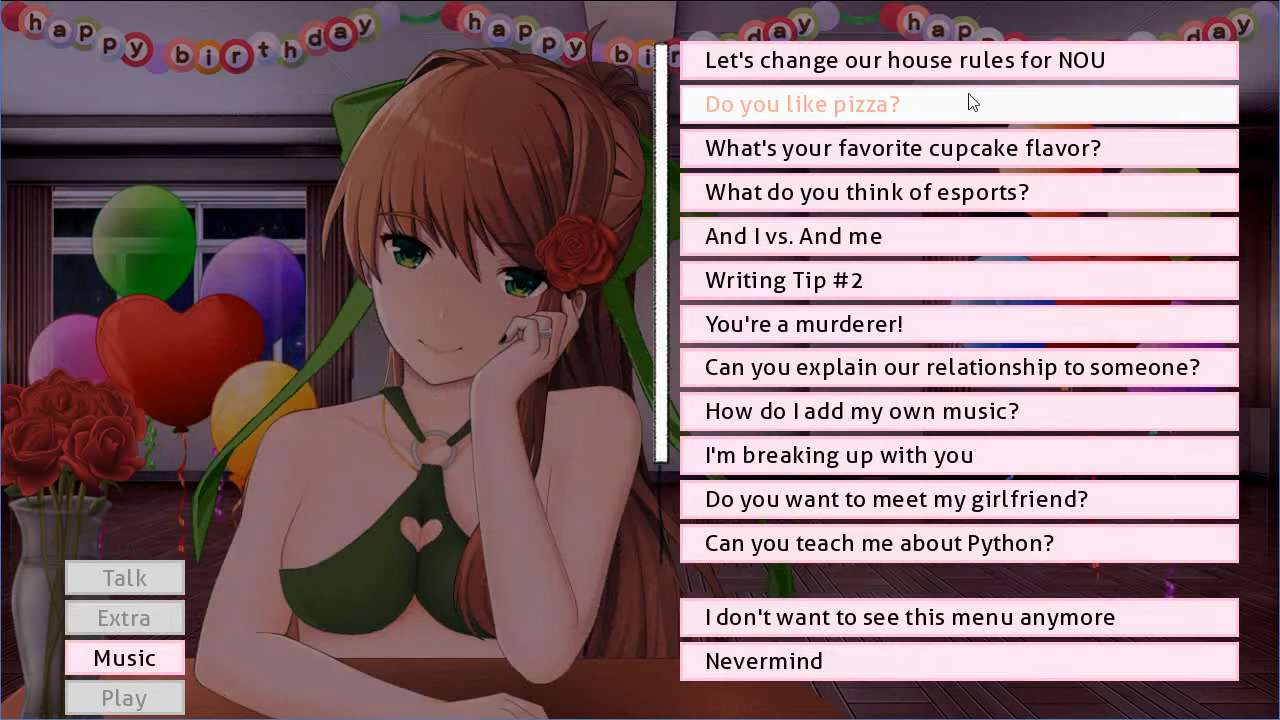 happy birthday happy birthday happy birthday
Let's change our house rules for NOU
Do you like pizza?
What's your favorite cupcake flavor?
What do you think of esports?
And I vs. And me
Writing Tip #2
You're a murderer!
Can you explain our relationship to someone?
How do I add my own music?
I'm breaking up with you
Do you want to meet my girlfriend?
Can you teach me about Python?
I don't want to see this menu anymore
Nevermind
Talk
Extra
Music
Play